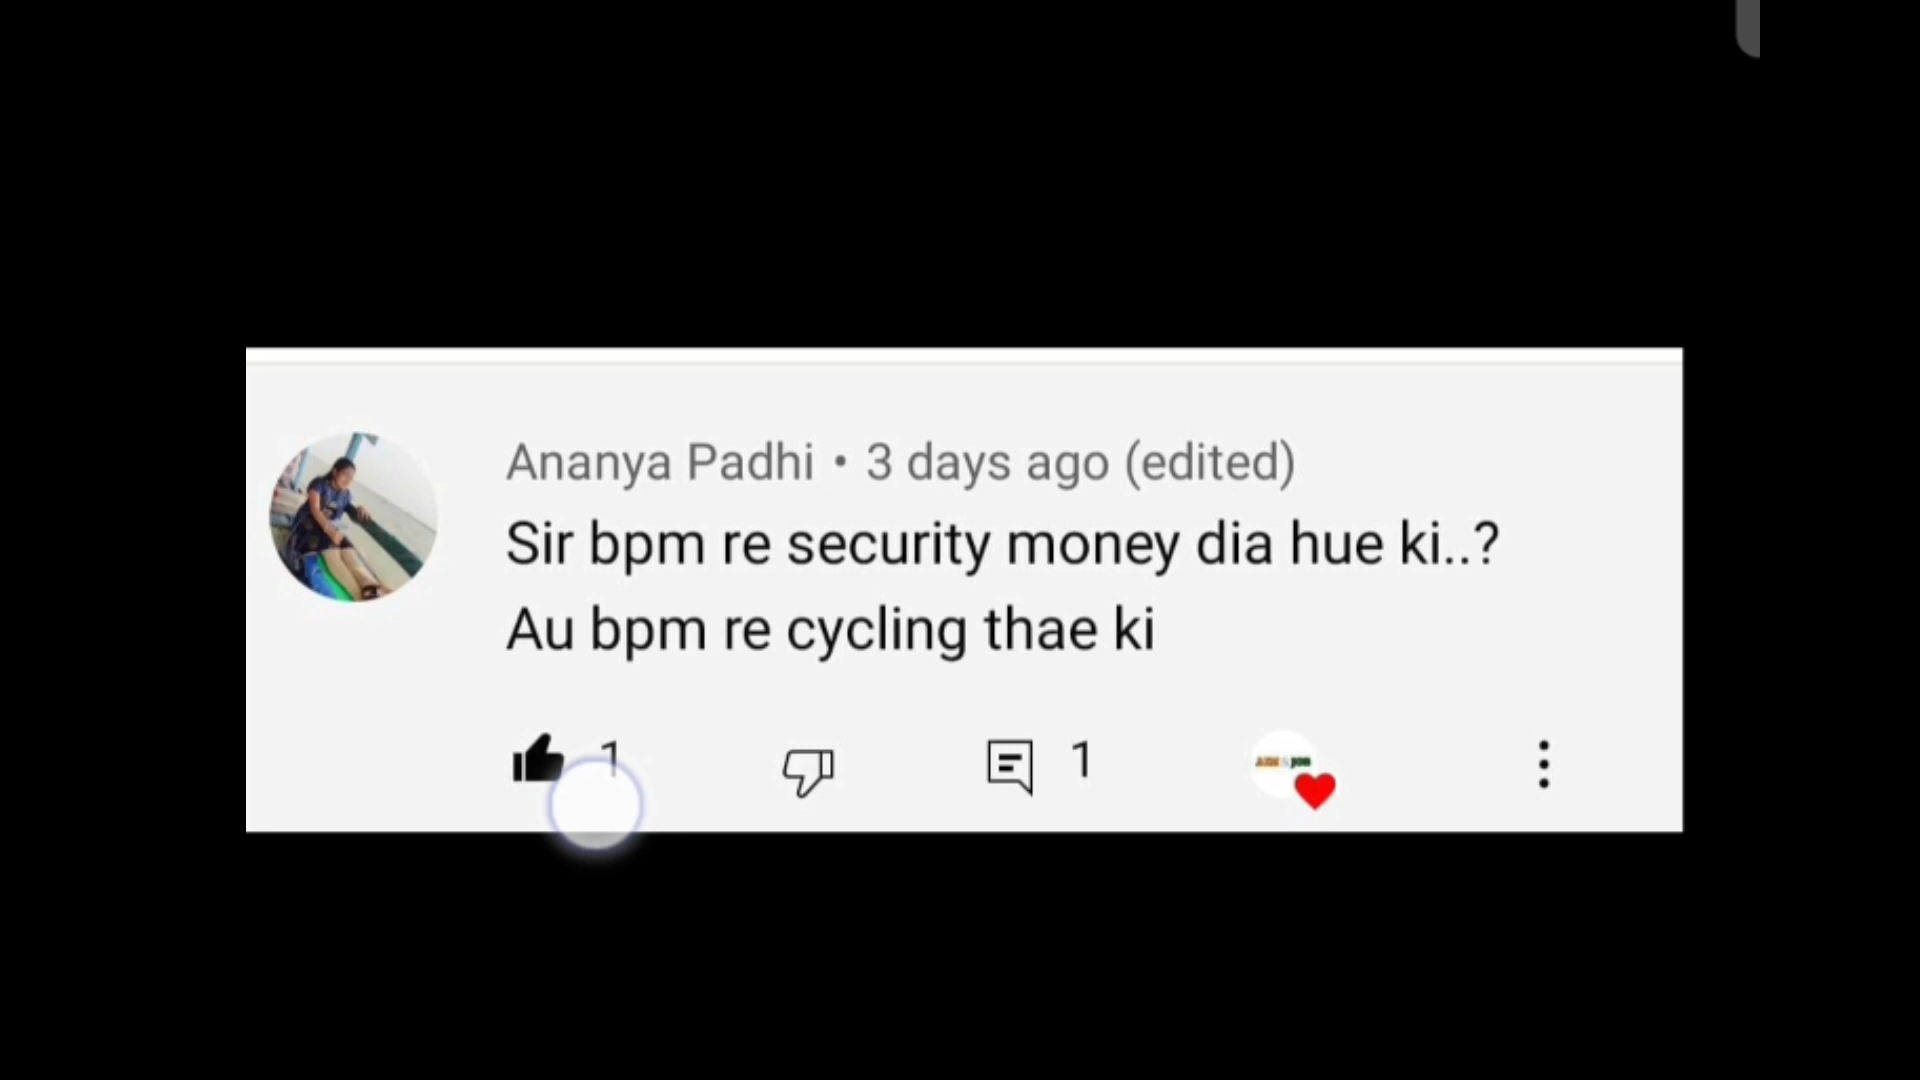 Ananya Padhi • 3 days ago (edited)
Sir bpm re security money dia hue ki..?
Au bpm re cycling thae ki
1 1